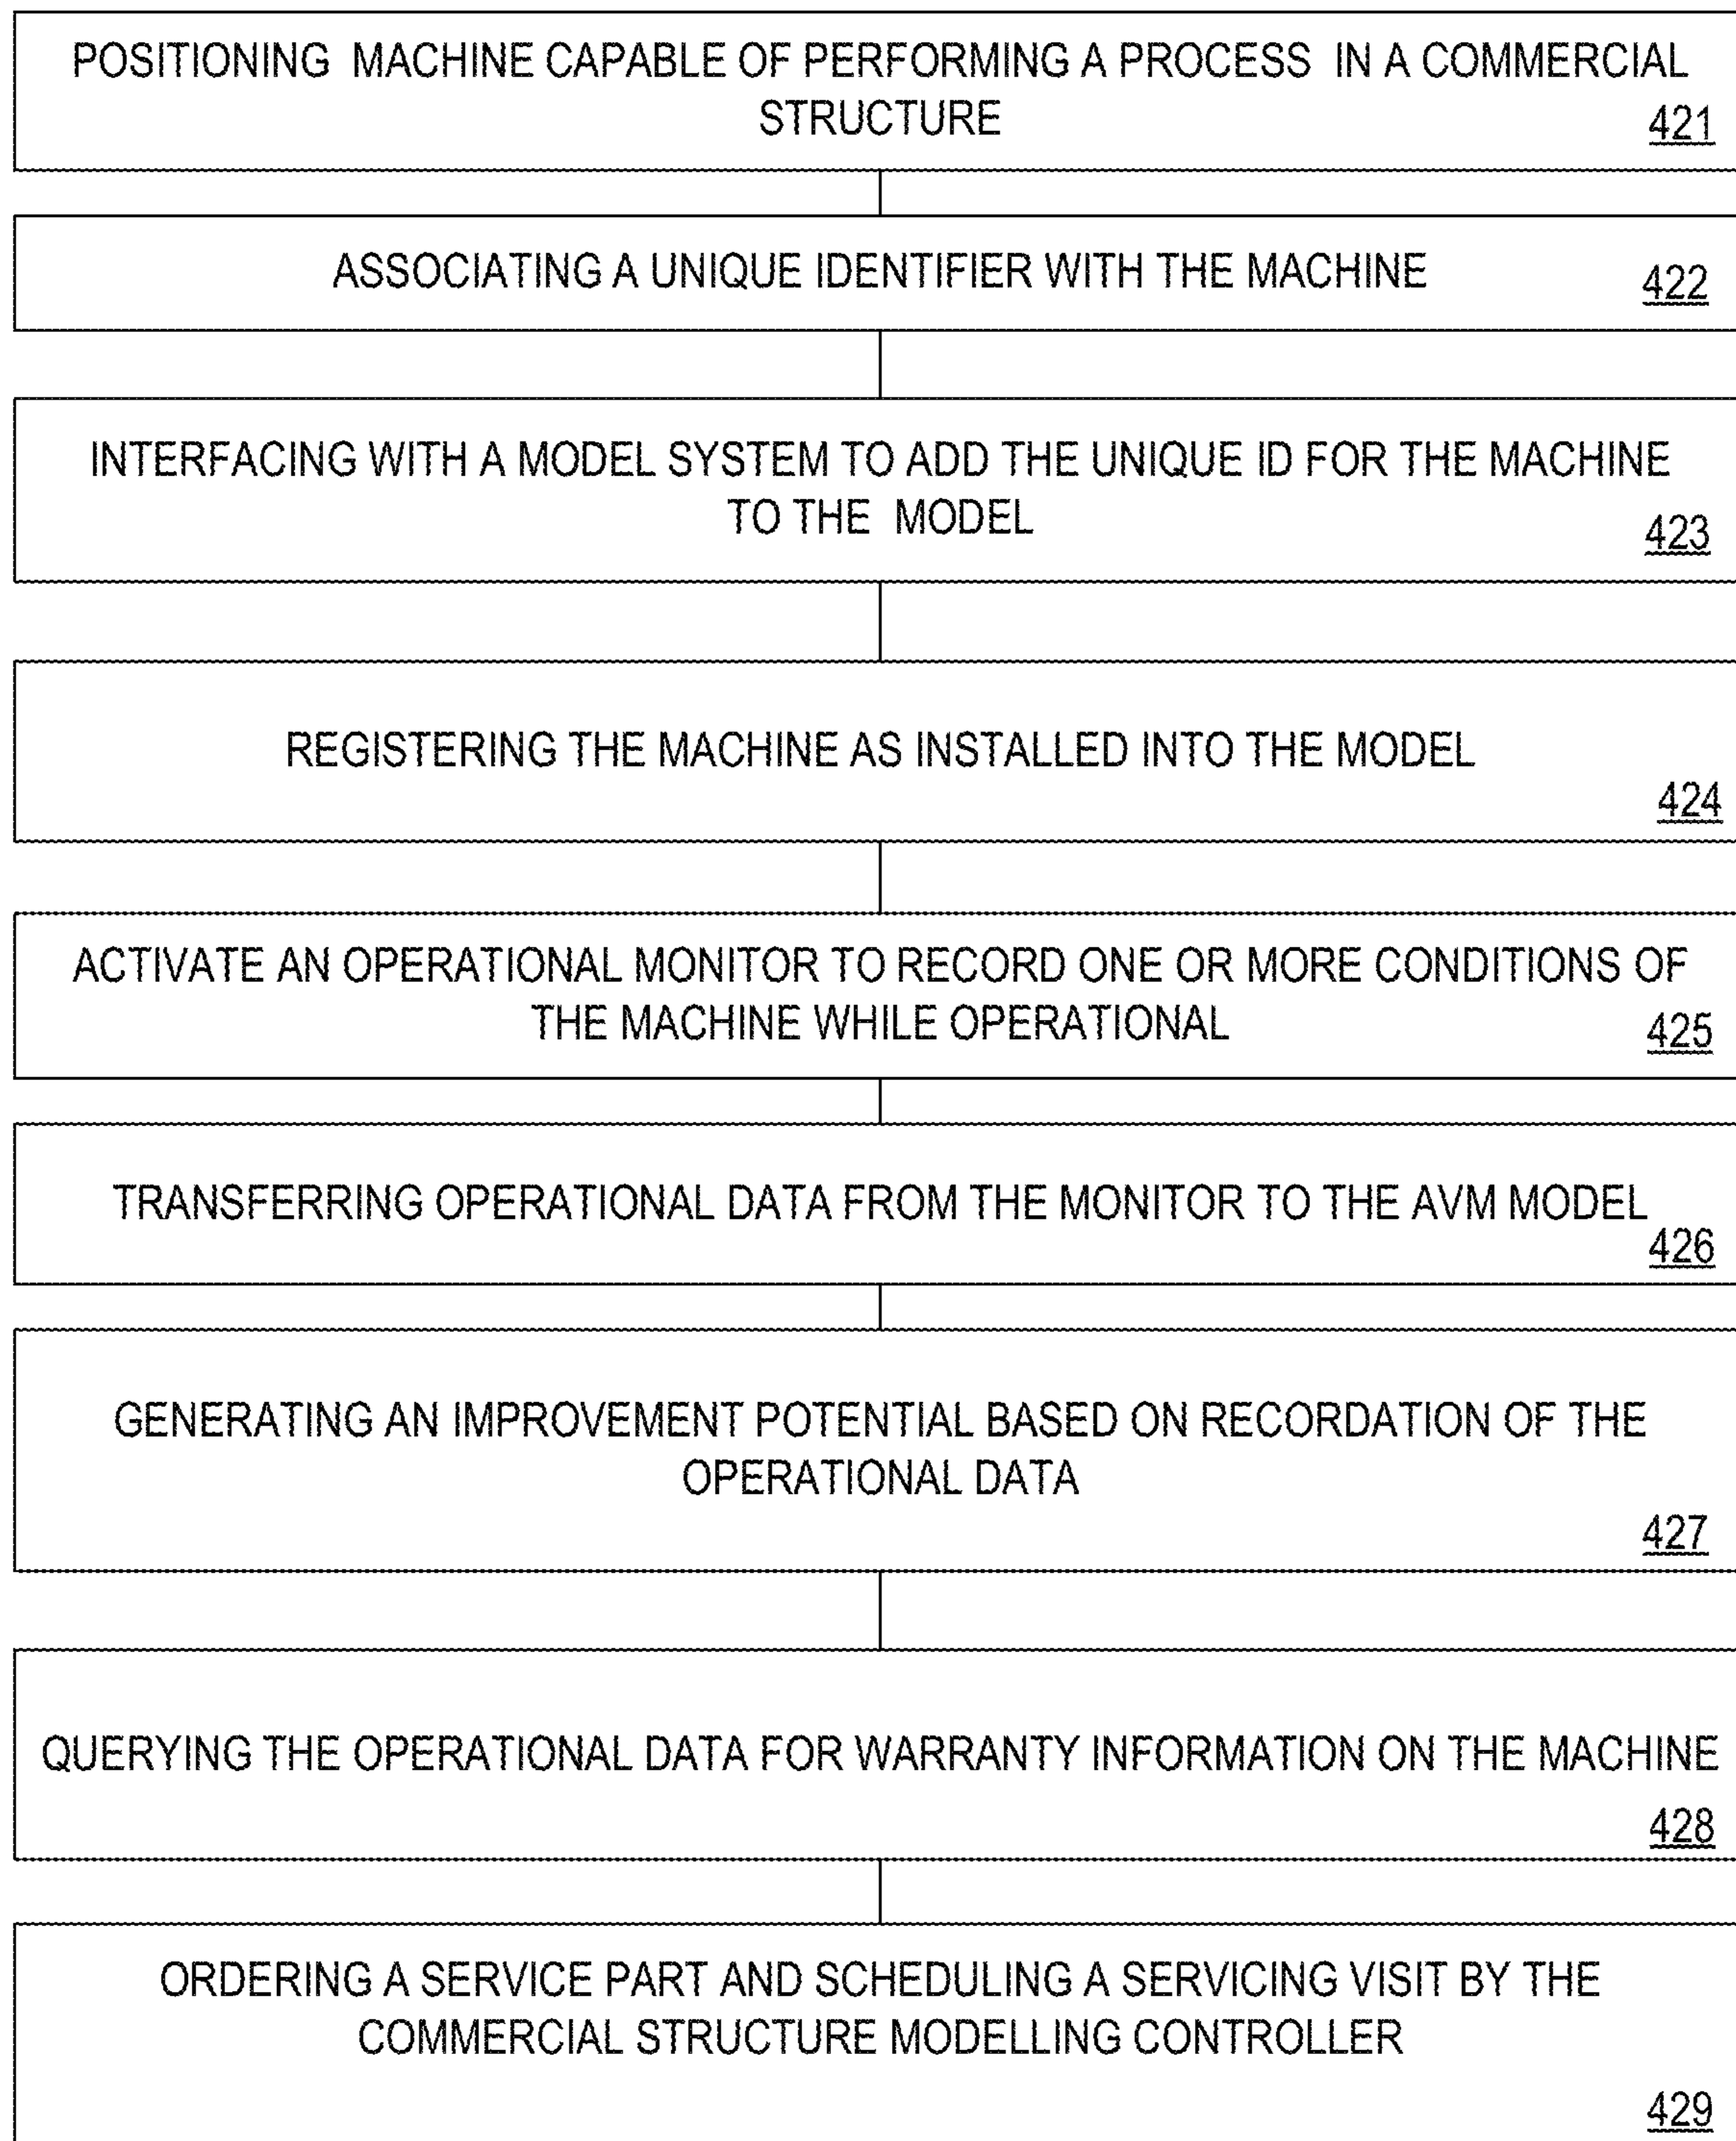 POSITIONING MACHINE CAPABLE OF PERFORMING A PROCESS IN A COMMERCIAL
STRUCTURE
421
ASSOCIATING A UNIQUE IDENTIFIER WITH THE MACHINE
422
INTERFACING WITH A MODEL SYSTEM TO ADD THE UNIQUE ID FOR THE MACHINE
TO THE MODEL
423
REGISTERING THE MACHINE AS INSTALLED INTO THE MODEL
424
ACTIVATE AN OPERATIONAL MONITOR TO RECORD ONE OR MORE CONDITIONS OF
THE MACHINE WHILE OPERATIONAL
425
TRANSFERRING OPERATIONAL DATA FROM THE MONITOR TO THE AVM MODEL
426
GENERATING AN IMPROVEMENT POTENTIAL BASED ON RECORDATION OF THE
OPERATIONAL DATA
427
QUERYING THE OPERATIONAL DATA FOR WARRANTY INFORMATION ON THE MACHINE
428
ORDERING A SERVICE PART AND SCHEDULING A SERVICING VISIT BY THE
COMMERCIAL STRUCTURE MODELLING CONTROLLER
429